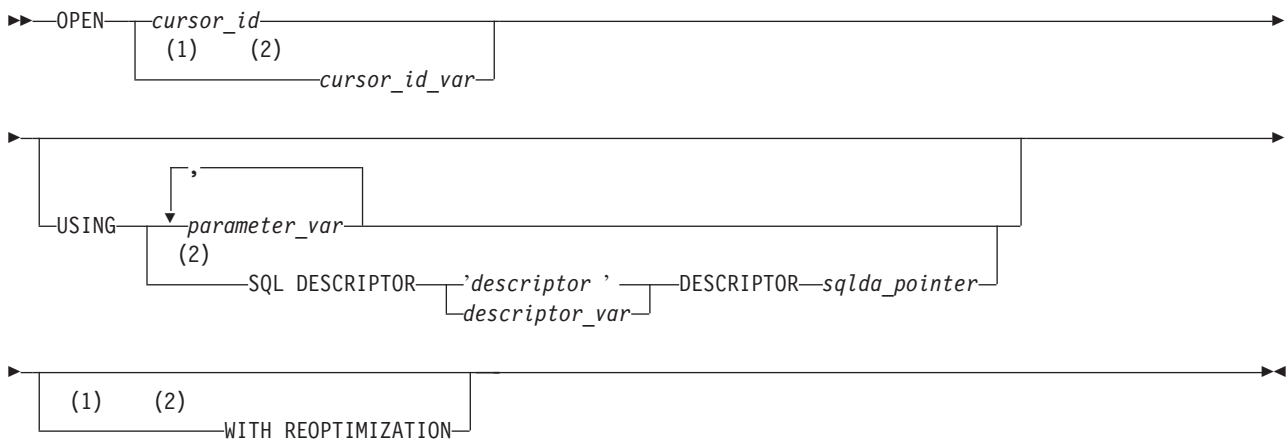 OPEN cursor_id
(1) (2)
cursor_id_var
,
USING parameter_var
(2)
SQL DESCRIPTOR 'descriptor ' DESCRIPTOR sqlda_pointer
descriptor_var
(1) (2)
WITH REOPTIMIZATION